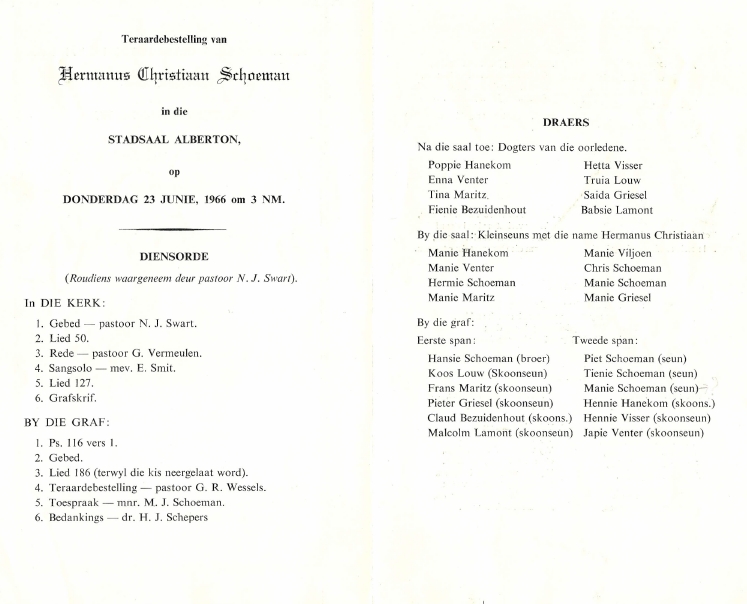 Teraardebestelling van
Hermanus Christiaan Schoeman
in die
STADSAAL ALBERTON,
op
DONDERDAG 23 JUNIE, 1966 om 3 NM.
DIENSORDE
(Roudiens waargeneem deur pastoor N. J. Swart).
In DIE KERK:
1. Gebed — pastoor N. J. Swart.
2. Lied 50.
3. Rede — pastoor G. Vermeulen.
4. Sangsolo — mev. E. Smit.
5. Lied 127.
6. Grafskrif.
BY DIE GRAF:
1. Ps. 116 vers 1.
2. Gebed.
3. Lied 186 (terwyl die kis neergelaat word).
4. Teraardebestelling — pastoor G. R. Wessels.
5. Toespraak — mnr. M. J. Schoeman.
6. Bedankings — dr. H. J. Schepers
DRAERS
Na die saal toe: Dogters van die oorledene.
Poppie Hanekom Hetta Visser
Enna Venter Truia Louw
Tina Maritz Saida Griesel
Fienie Bezuidenhout Babsie Lamont
By die saal: Kleinseuns met die name Hermanus Christiaan
Manie Hanekom Manie Viljoen
Manie Venter Chris Schoeman
Hermie Schoeman Manie Schoeman
Manie Maritz Manie Griesel
By die graf:
Eerste span: Tweede span:
Hansie Schoeman (broer) Piet Schoeman (seun)
Koos Louw (Skoonseun) Tienie Schoeman (seun)
Frans Maritz (skoonseun) Manie Schoeman (seun)
Pieter Griesel (skoonseun) Hennie Hanekom (skoons.)
Claud Bezuidenhout (skoons.) Hennie Visser (skoonseun)
Malcolm Lamont (skoonseun) Japie Venter (skoonseun)